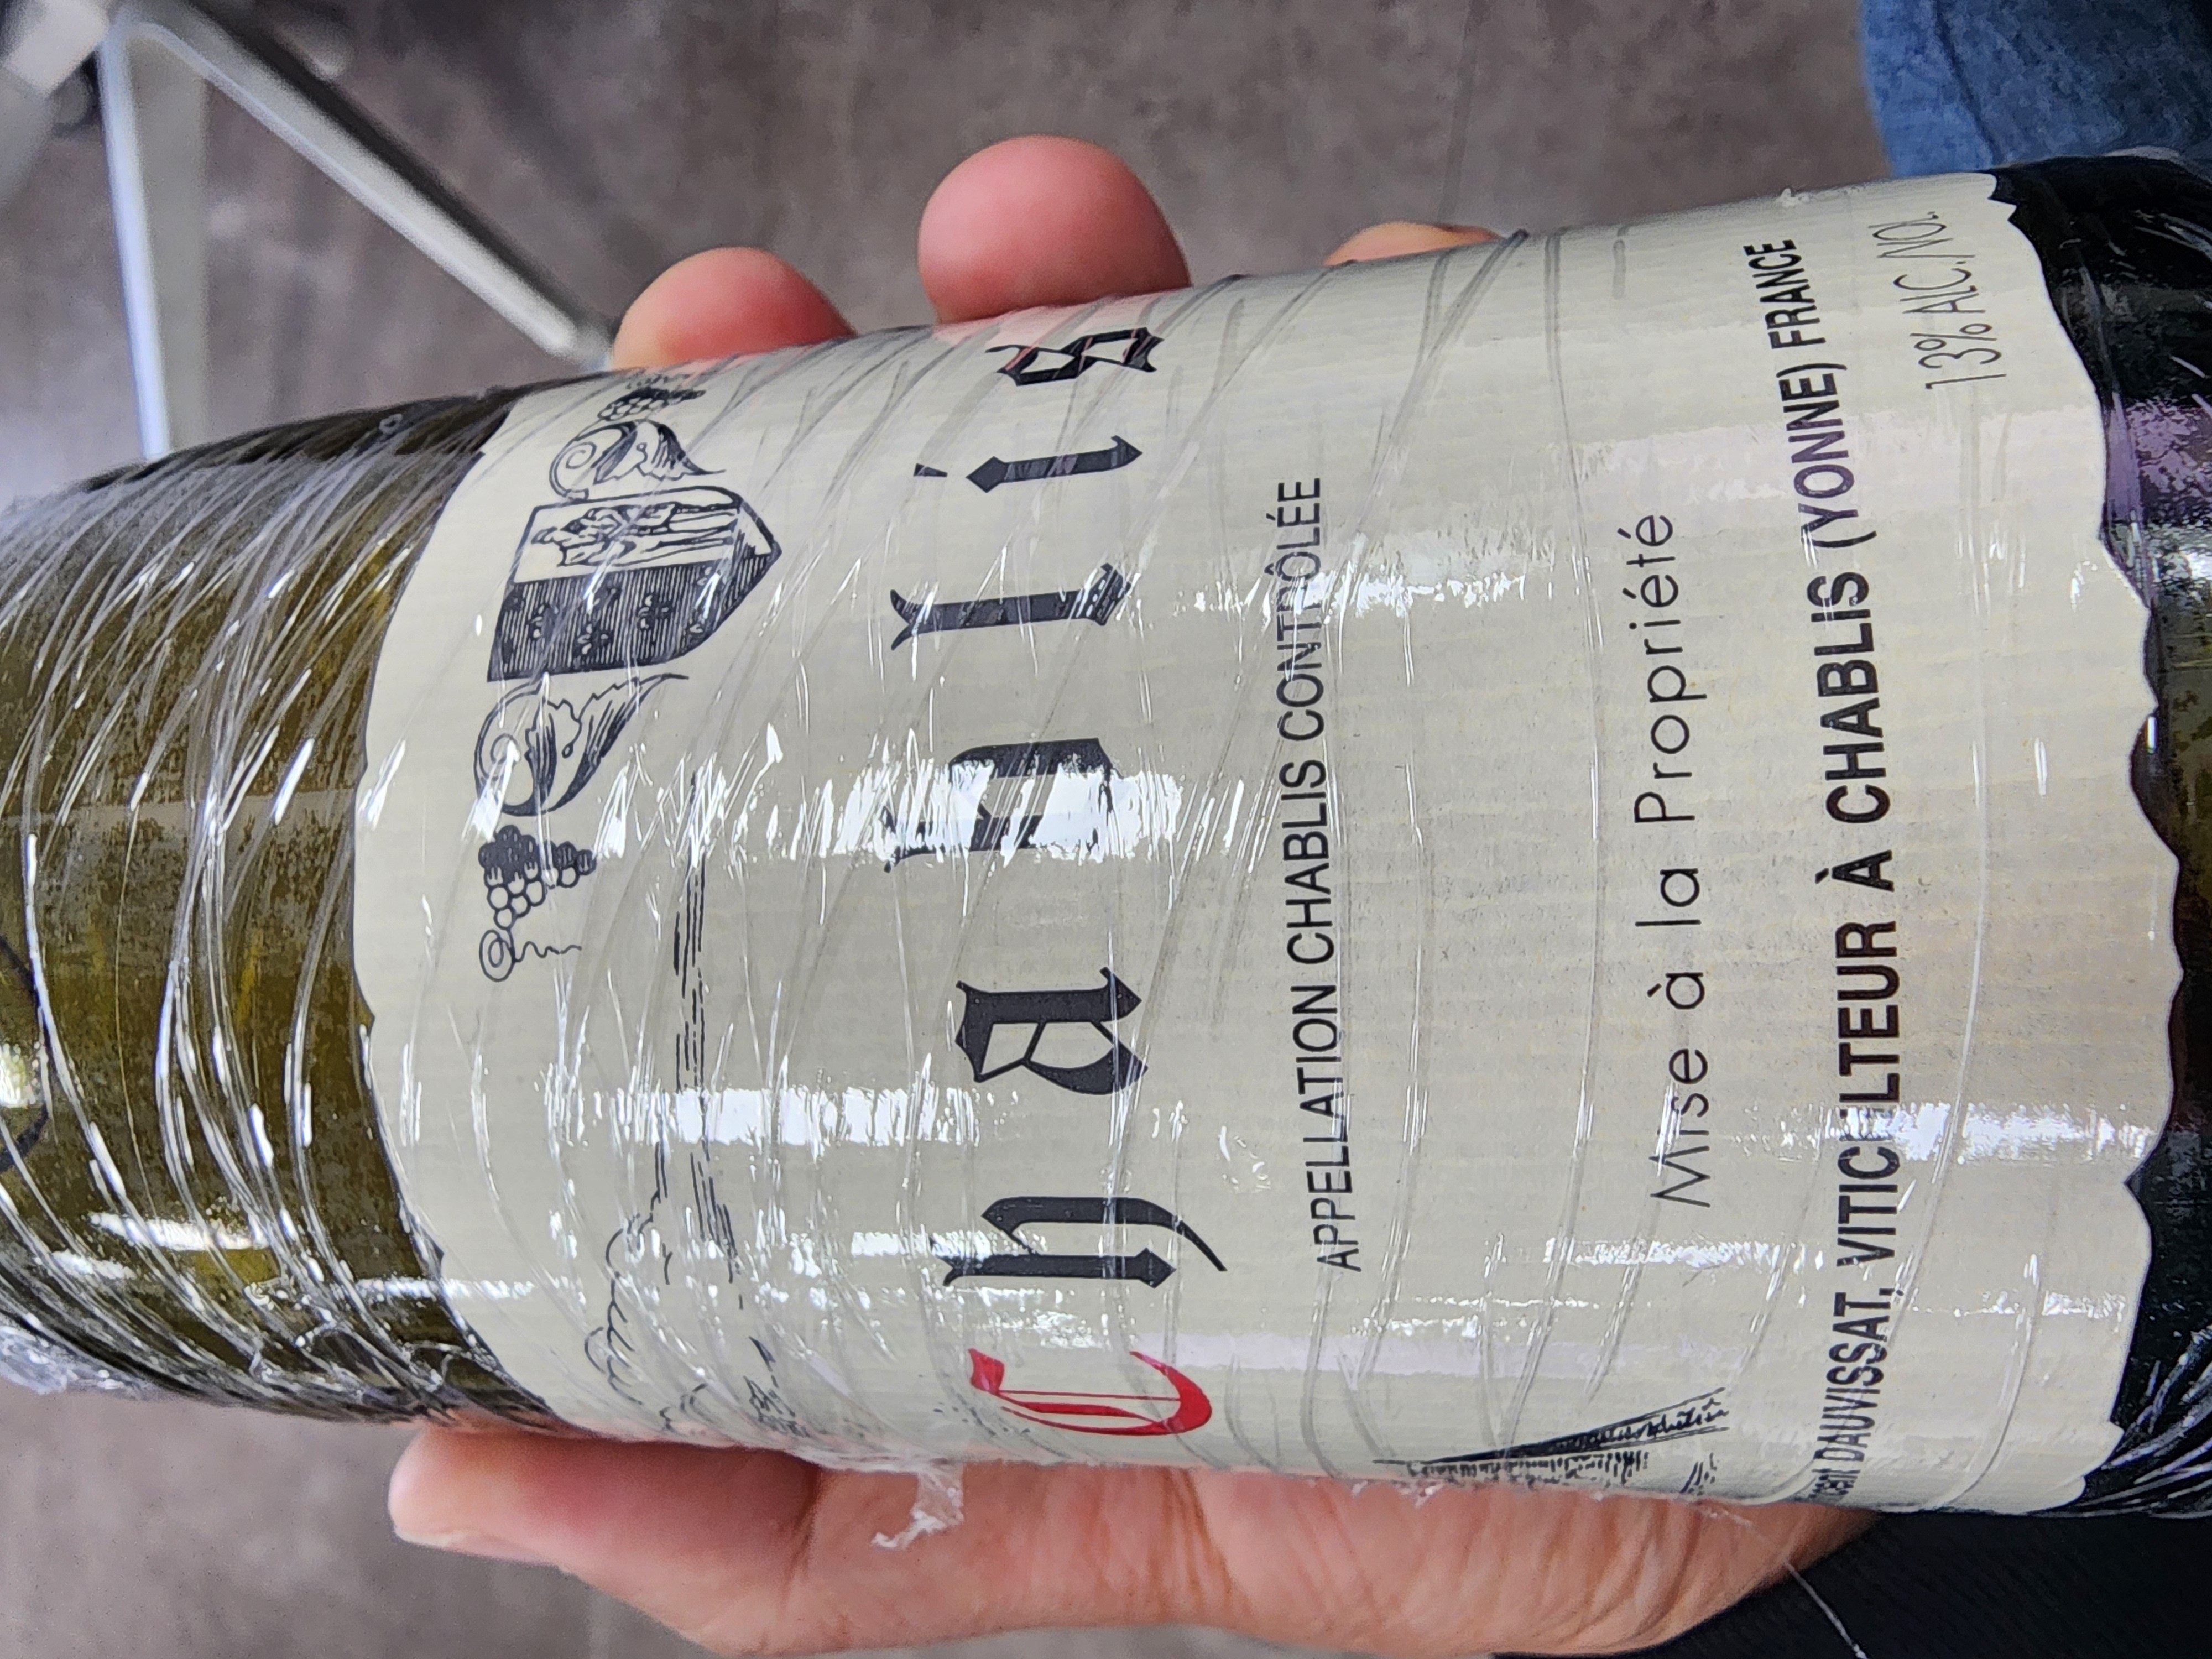 Chablis
APPELLATION CHABLIS CONTRÔLÉE
Mise à la Propriété
DAUVISSAT, VITICULTEUR À CHABLIS (YONNE) FRANCE
13% ALC./VOL.